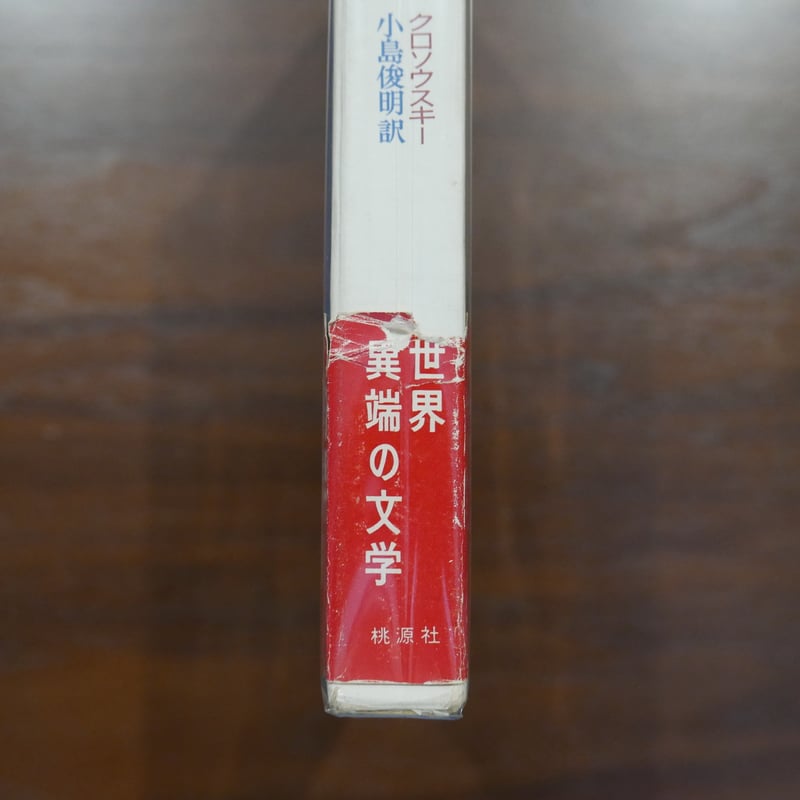 クロソウスキー
小島俊明訳
世界
異端の文学
桃源社